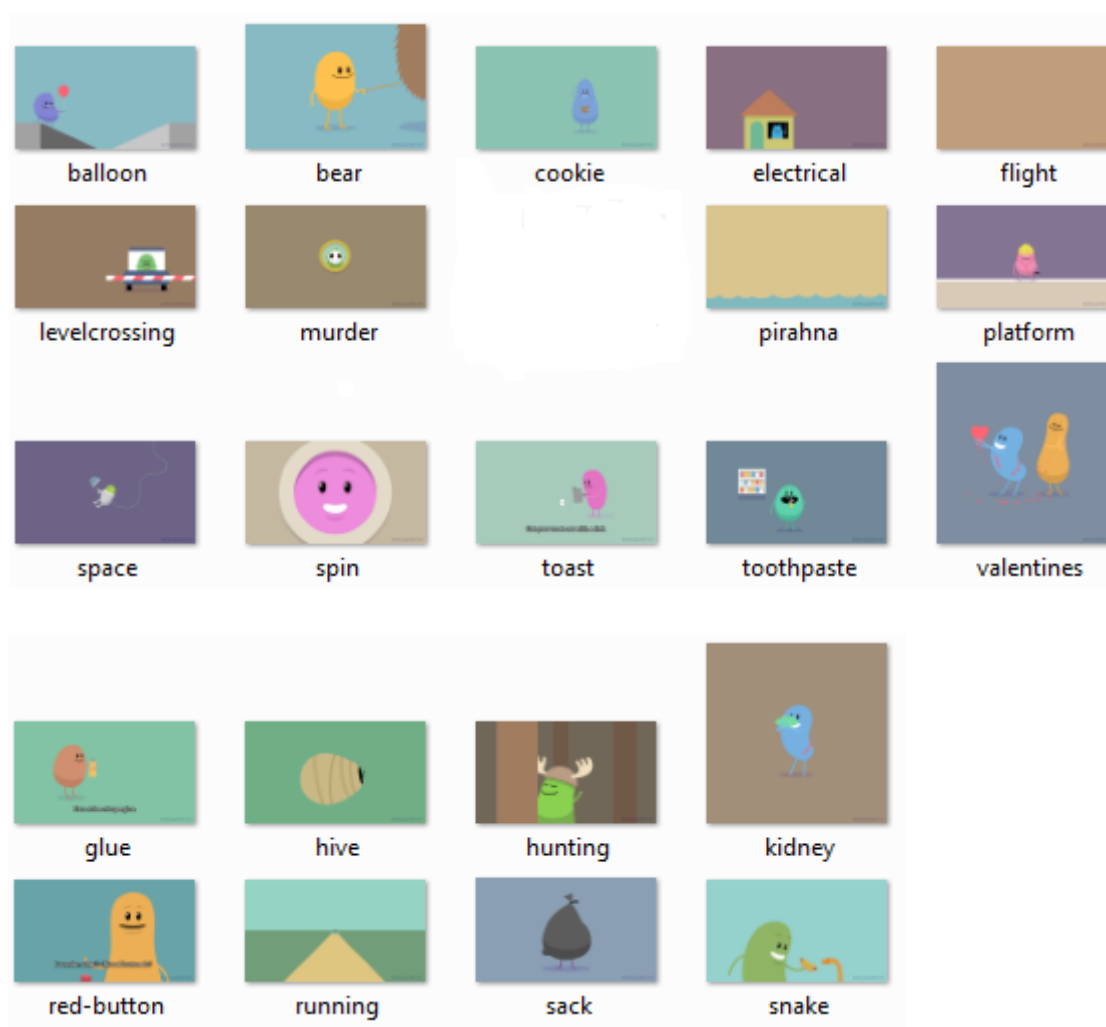 balloon bear cookie electrical flight
levelcrossing murder pirahna platform
space spin toast toothpaste valentines
glue hive hunting kidney
red-button running sack snake